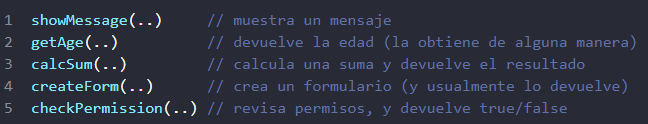 1 showMessage(..) // muestra un mensaje
2 getAge(..) // devuelve la edad (la obtiene de alguna manera)
3 calcSum(..) // calcula una suma y devuelve el resultado
4 createForm(..) // crea un formulario (y usualmente lo devuelve)
5 checkPermission(..) // revisa permisos, y devuelve true/false